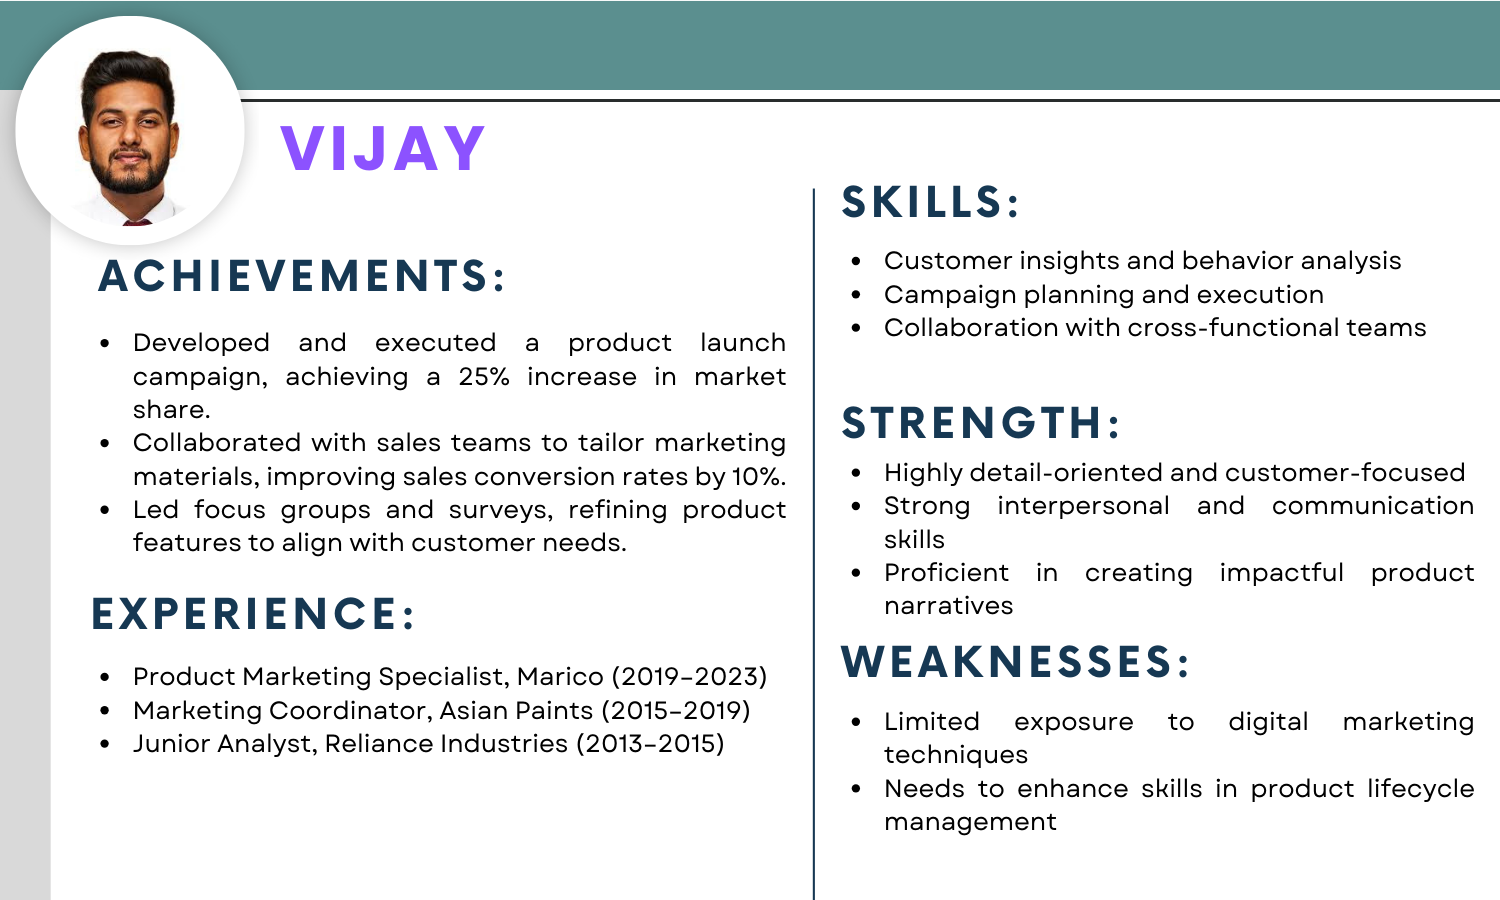 VIJAY
ACHIEVEMENTS:
• Developed and executed a product launch
campaign, achieving a 25% increase in market
share.
• Collaborated with sales teams to tailor marketing
materials, improving sales conversion rates by 10%.
• Led focus groups and surveys, refining product
features to align with customer needs.
EXPERIENCE:
• Product Marketing Specialist, Marico (2019–2023)
• Marketing Coordinator, Asian Paints (2015–2019)
• Junior Analyst, Reliance Industries (2013–2015)
SKILLS:
• Customer insights and behavior analysis
• Campaign planning and execution
• Collaboration with cross-functional teams
STRENGTH:
• Highly detail-oriented and customer-focused
• Strong interpersonal and communication
skills
• Proficient in creating impactful product
narratives
WEAKNESSES:
• Limited exposure to digital marketing
techniques
• Needs to enhance skills in product lifecycle
management